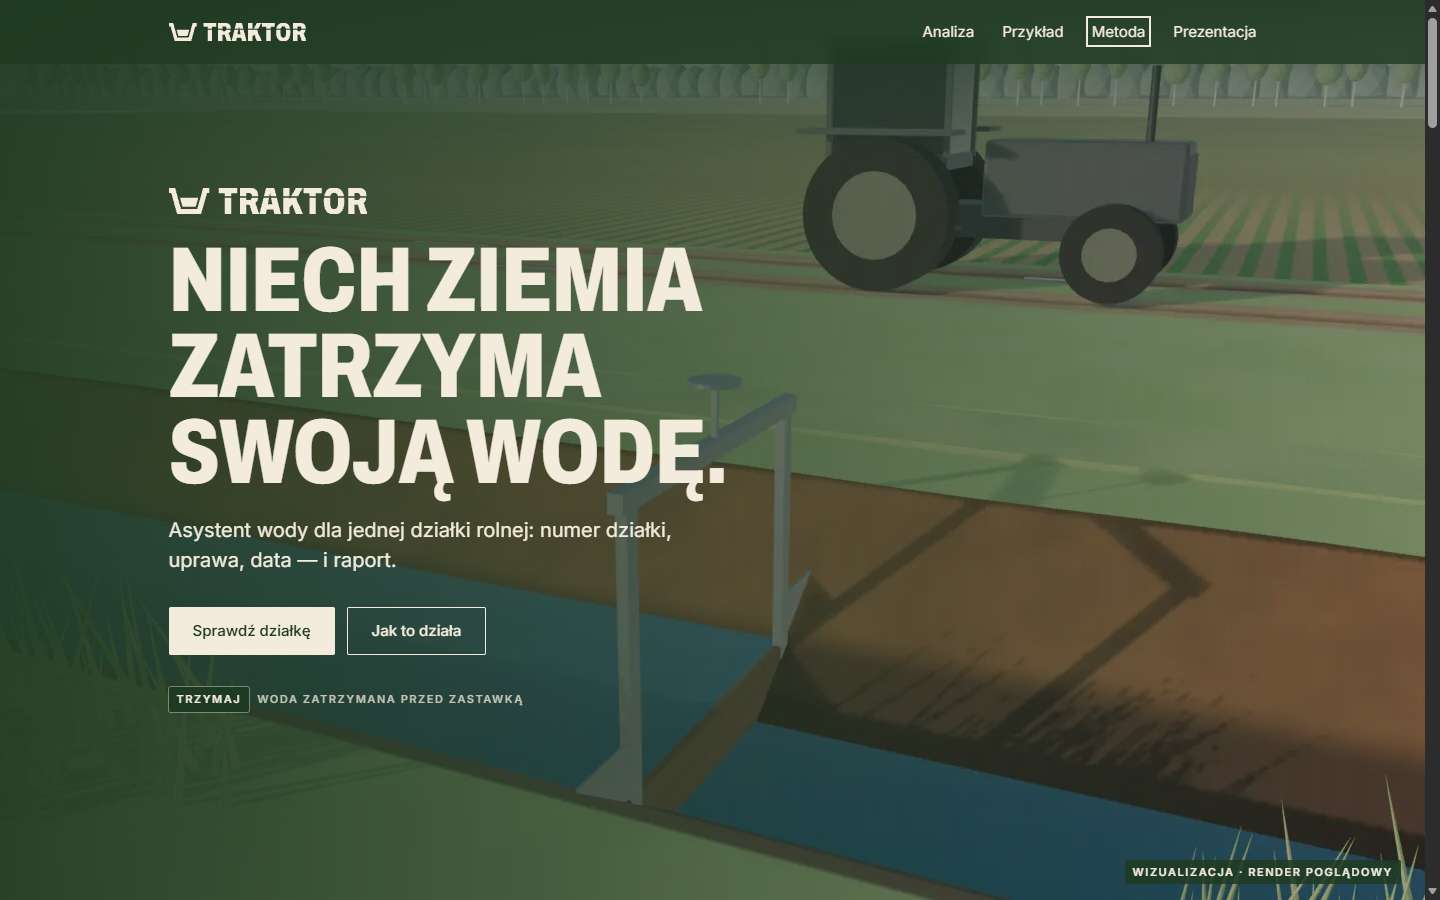 TRAKTOR
Analiza
Przykład
Metoda
Prezentacja
TRAKTOR
NIECH ZIEMIA
ZATRZYMA
SWOJĄ WODĘ.
Asystent wody dla jednej działki rolnej: numer działki,
uprawa, data — i raport.
Sprawdź działkę
Jak to działa
TRZYMAJ WODA ZATRZYMANA PRZED ZASTAWKĄ
WIZUALIZACJA · RENDER POGLĄDOWY